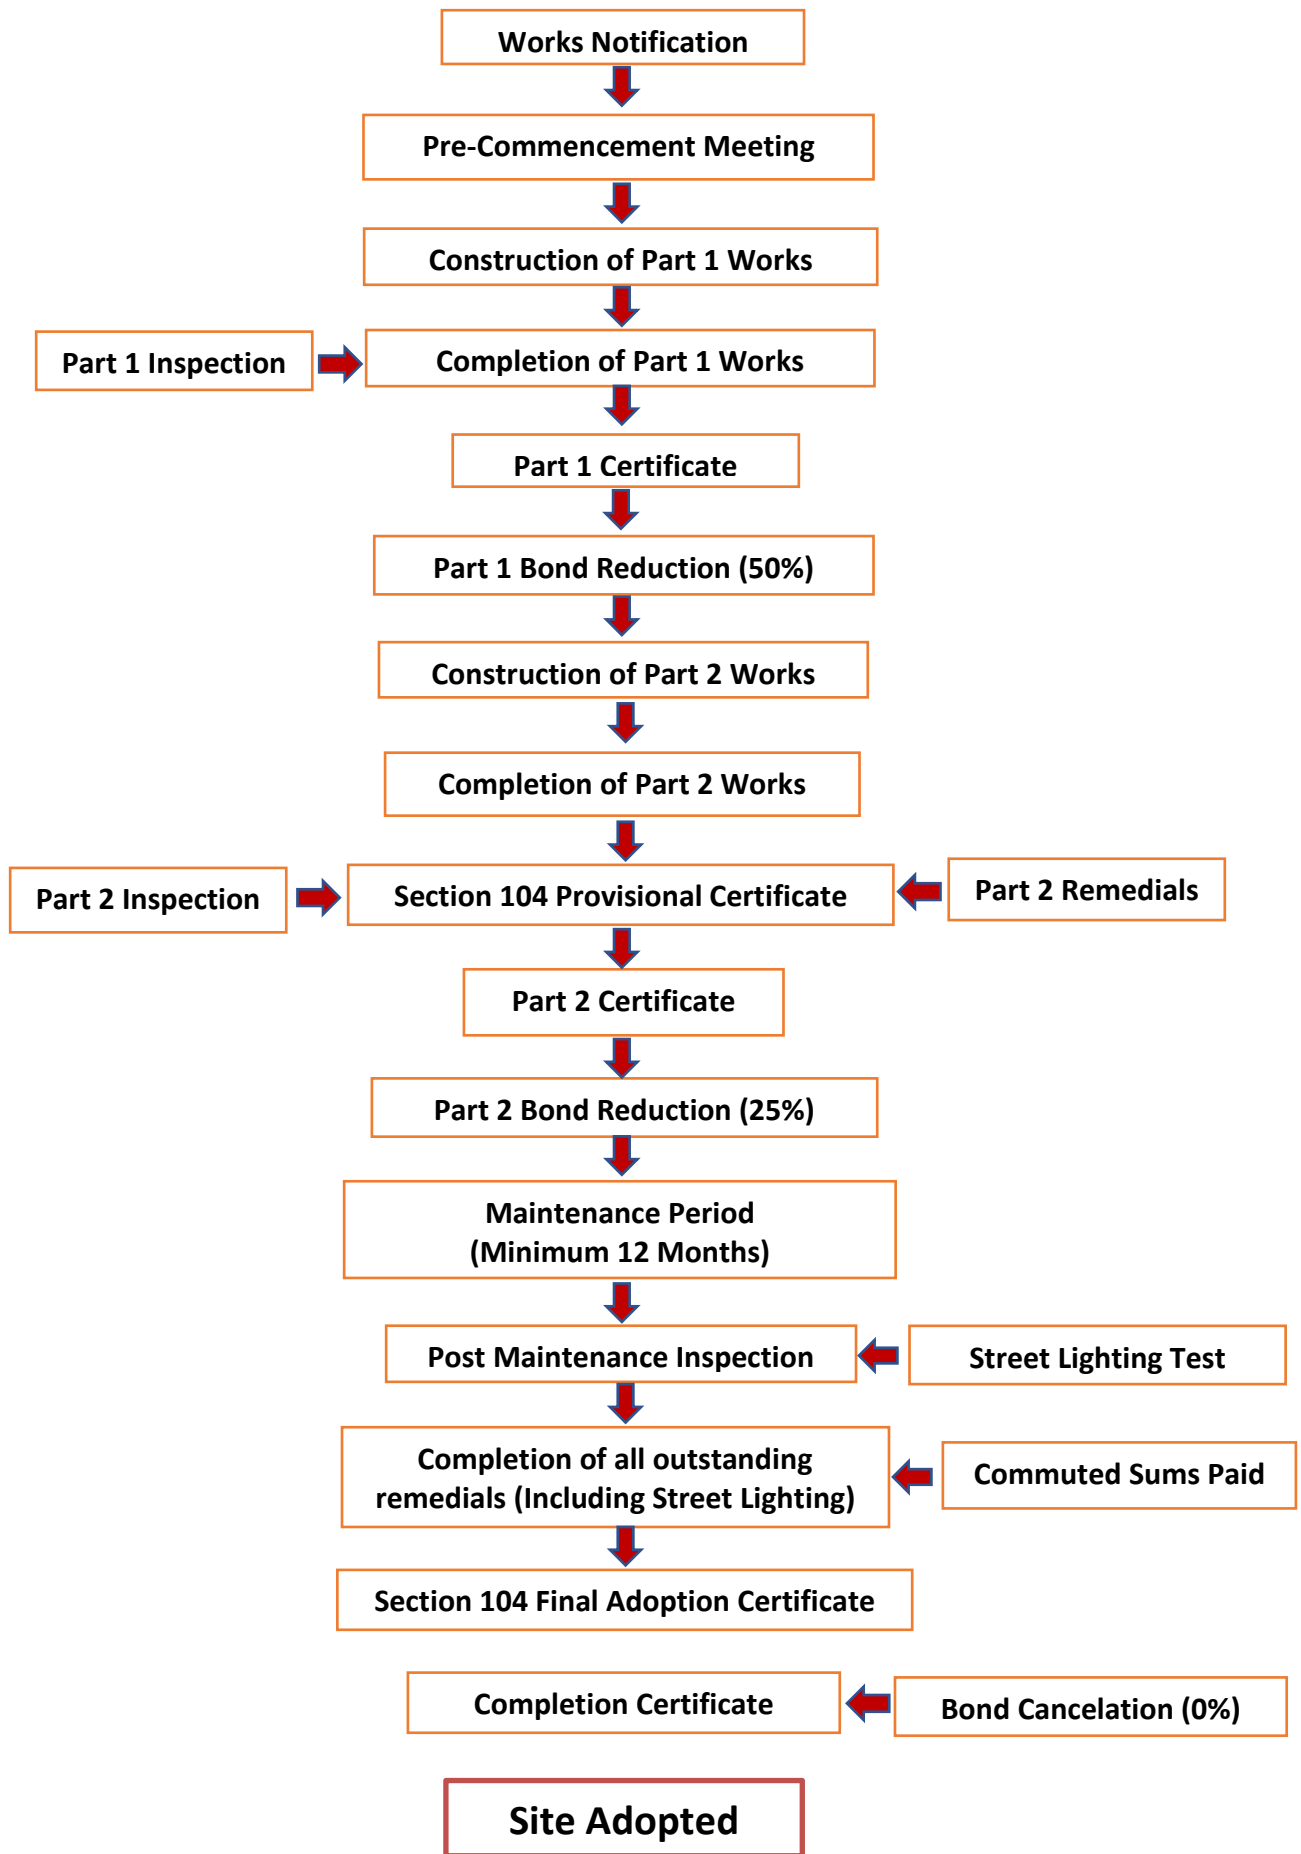 Works Notification
Pre-Commencement Meeting
Construction of Part 1 Works
Part 1 Inspection
Completion of Part 1 Works
Part 1 Certificate
Part 1 Bond Reduction (50%)
Construction of Part 2 Works
Completion of Part 2 Works
Part 2 Inspection
Section 104 Provisional Certificate
Part 2 Remedials
Part 2 Certificate
Part 2 Bond Reduction (25%)
Maintenance Period
(Minimum 12 Months)
Post Maintenance Inspection
Street Lighting Test
Completion of all outstanding
remedials (Including Street Lighting)
Commuted Sums Paid
Section 104 Final Adoption Certificate
Completion Certificate
Bond Cancelation (0%)
Site Adopted